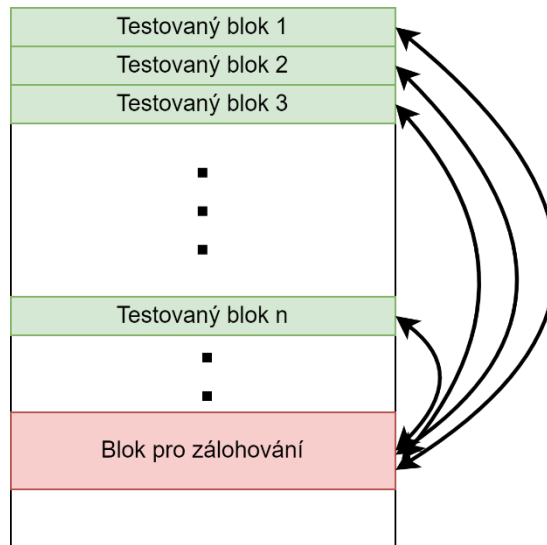 Testovaný blok 1
Testovaný blok 2
Testovaný blok 3
Testovaný blok n
Blok pro zálohování